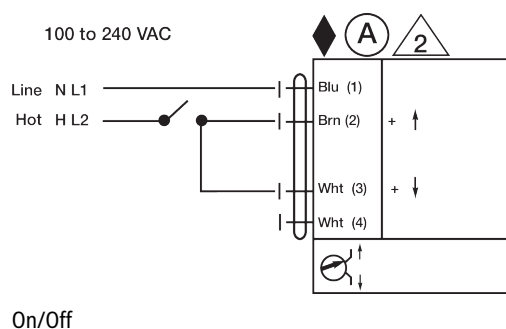 100 to 240 VAC
A
2
Line N L1
Blu (1)
Hot H L2
Brn (2) +
Wht (3) +
Wht (4)
On/Off